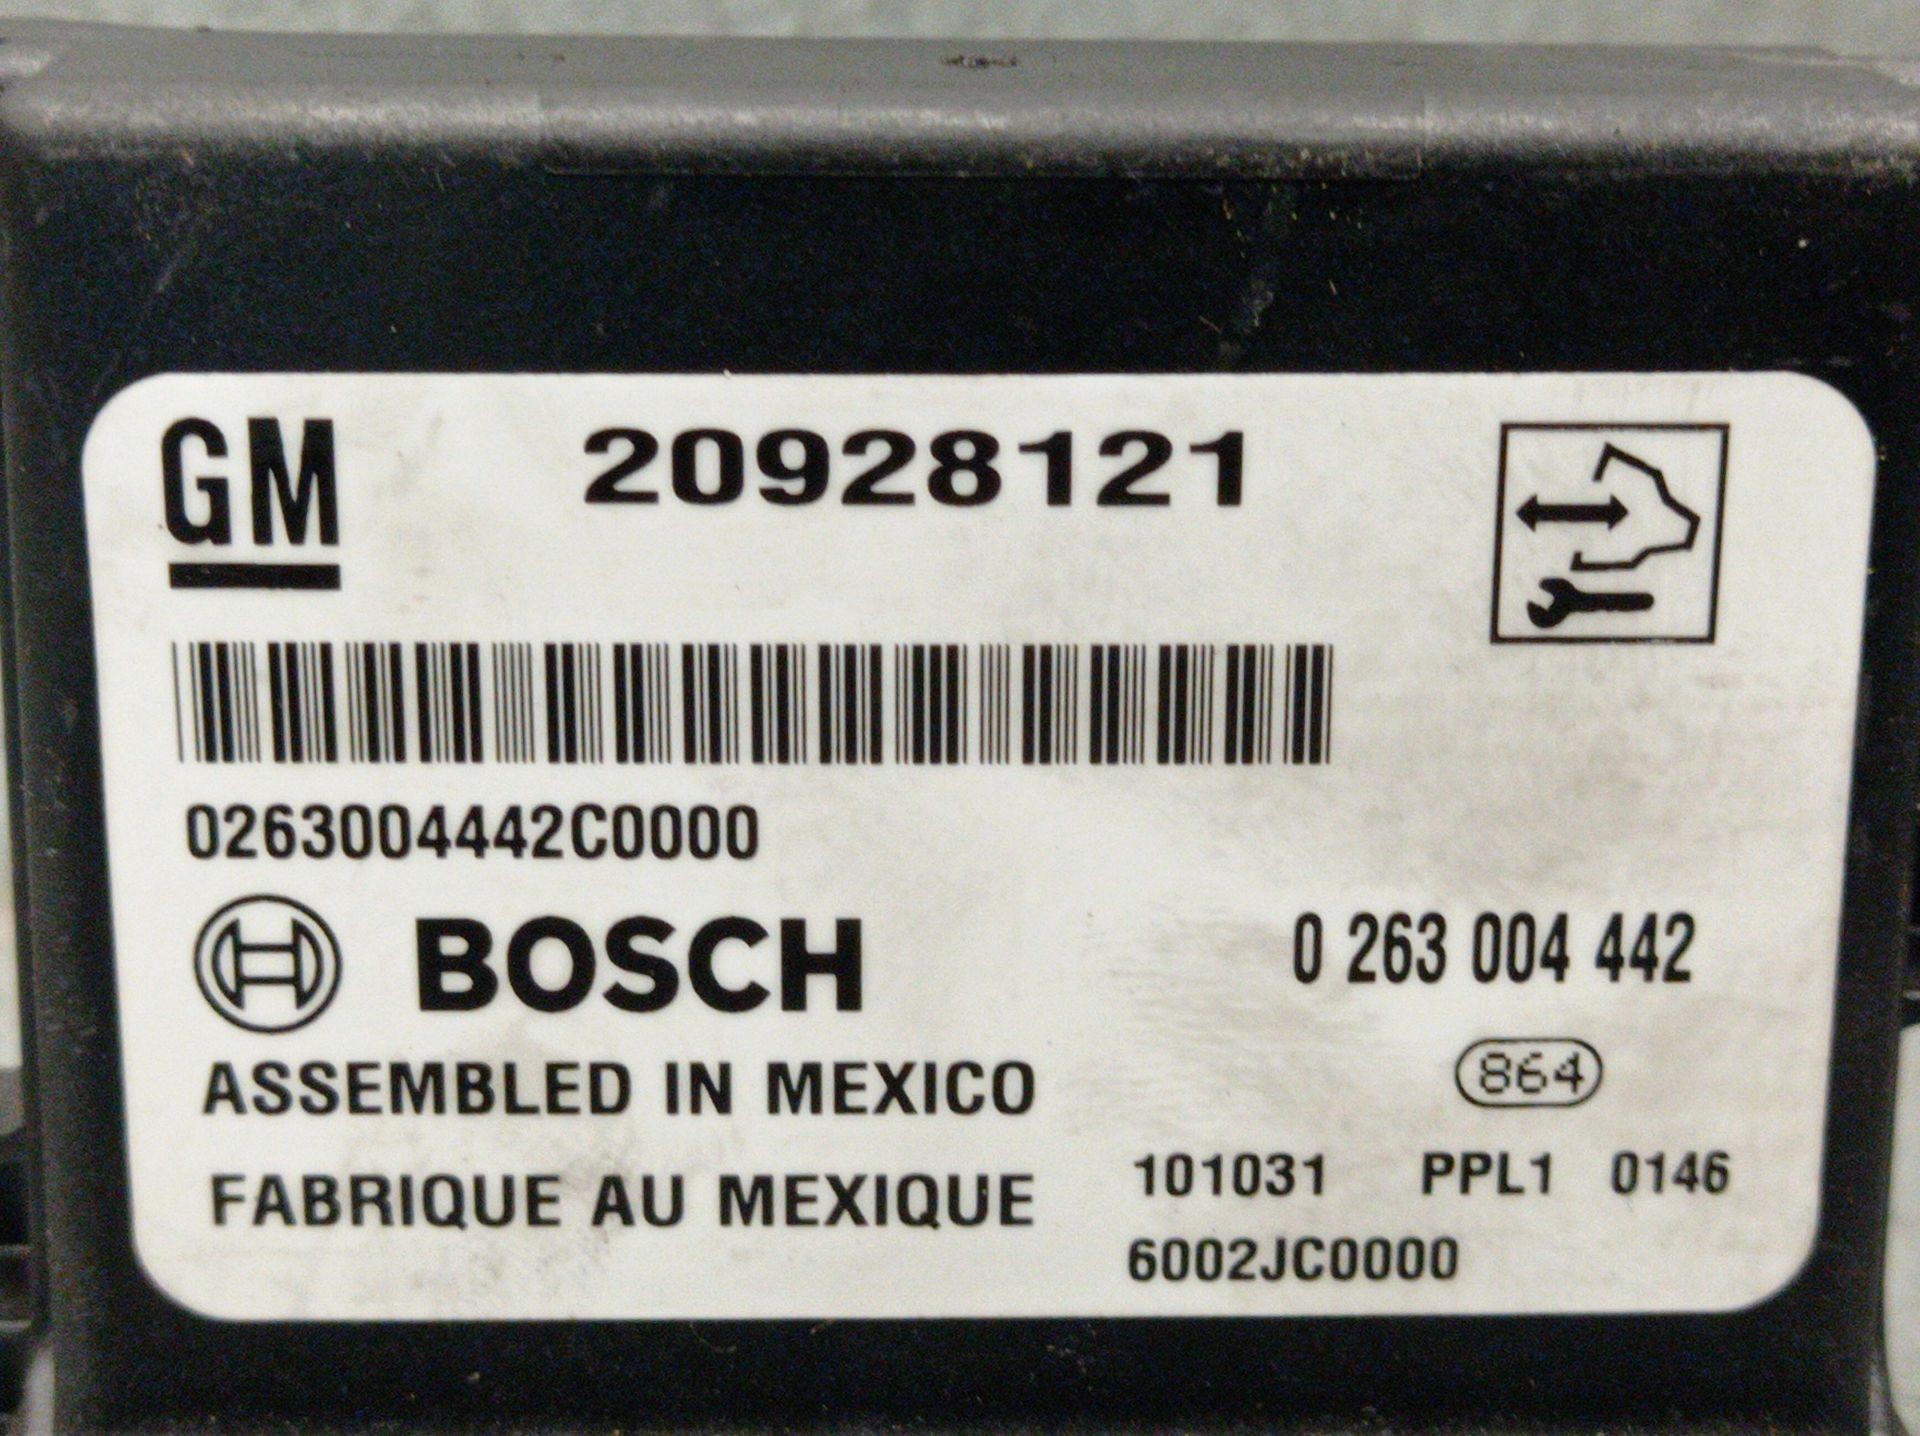 GM 20928121
0263004442C0000
BOSCH 0 263 004 442
ASSEMBLED IN MEXICO 864
FABRIQUE AU MEXIQUE 101031 PPL1 0146
6002JC0000